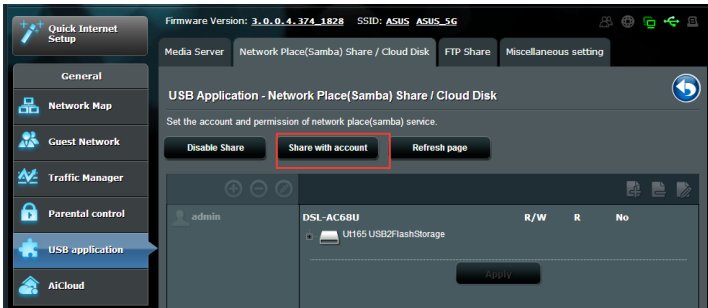 Quick Internet
Setup
Firmware Version: 3.0.0.4.374_1828 SSID: ASUS ASUS_5G
Media Server
Network Place(Samba) Share / Cloud Disk
FTP Share
Miscellaneous setting
General
Network Map
Guest Network
Traffic Manager
Parental control
USB application
AiCloud
USB Application - Network Place(Samba) Share / Cloud Disk
Set the account and permission of network place(samba) service.
Disable Share
Share with account
Refresh page
admin
DSL-AC68U R/W R No
Ut165 USB2FlashStorage
Apply